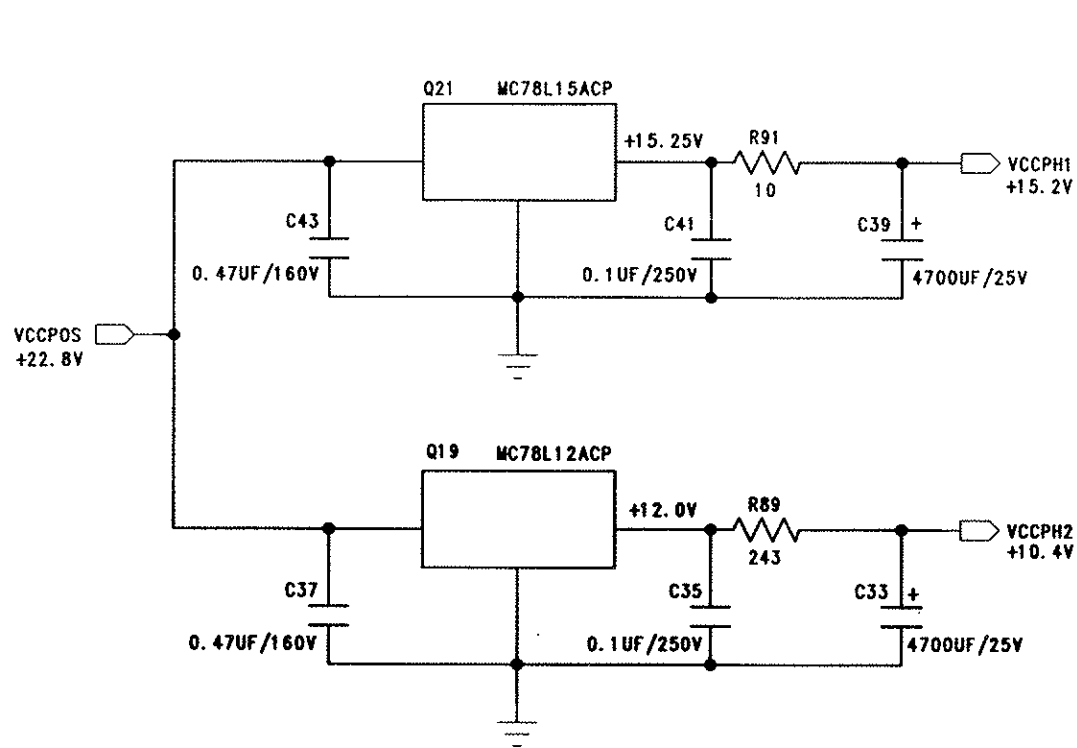 Q21 MC78L15ACP
+15.25V
R91
10
VCCPH1
+15.2V
C43
0.47UF/160V
C41
0.1UF/250V
C39 +
4700UF/25V
VCCPOS
+22.8V
Q19 MC78L12ACP
+12.0V
R89
243
VCCPH2
+10.4V
C37
0.47UF/160V
C35
0.1UF/250V
C33 +
4700UF/25V